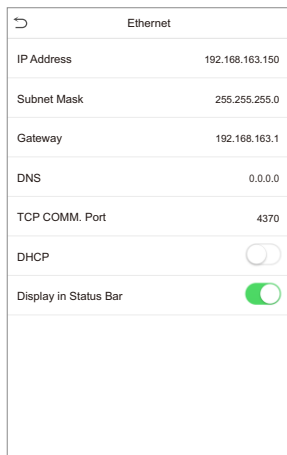 Ethernet
IP Address 192.168.163.150
Subnet Mask 255.255.255.0
Gateway 192.168.163.1
DNS 0.0.0.0
TCP COMM. Port 4370
DHCP
Display in Status Bar